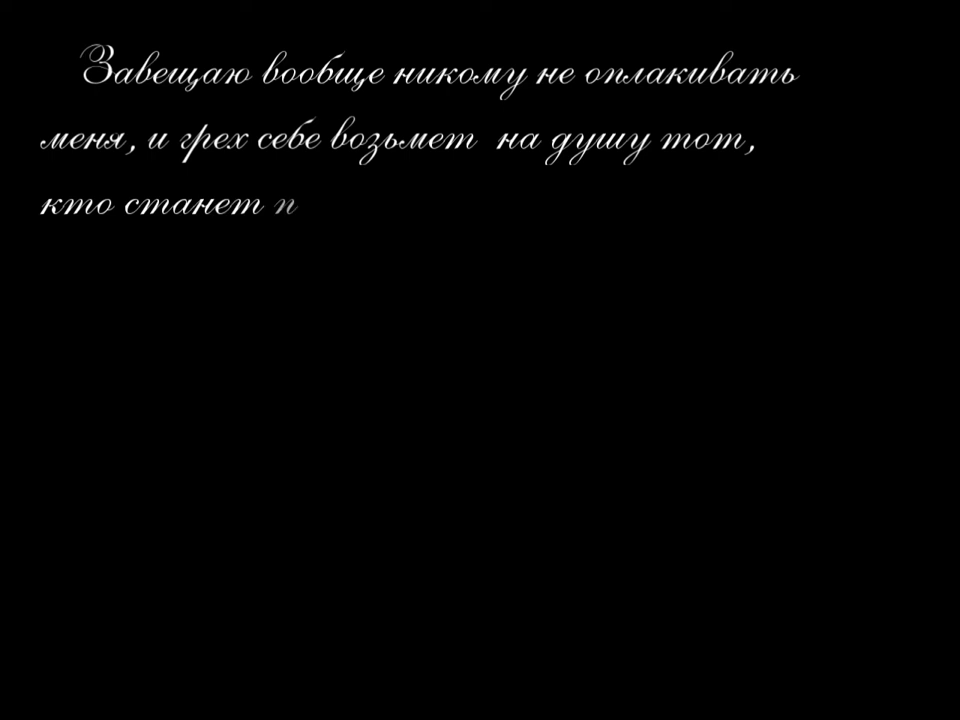 Завещаю вообще никому не оплакивать
меня, и грех себе возьмет на душу тот,
кто станет п